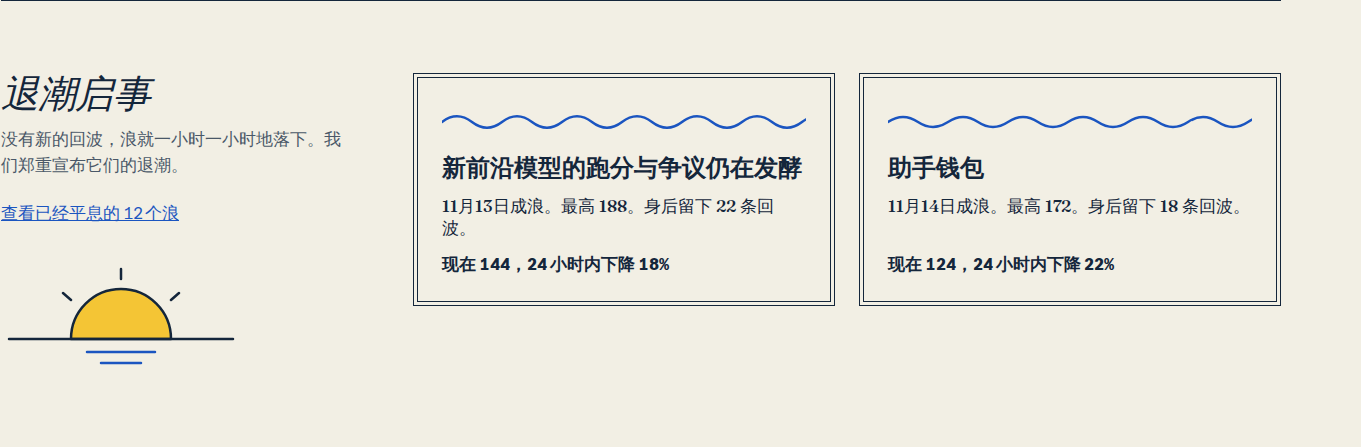 退潮启事
没有新的回波，浪就一小时一小时地落下。我
们郑重宣布它们的退潮。
查看已经平息的 12 个浪
新前沿模型的跑分与争议仍在发酵
11月13日成浪。最高 188。身后留下 22 条回
波。
现在 144，24 小时内下降 18%
助手钱包
11月14日成浪。最高 172。身后留下 18 条回波。
现在 124，24 小时内下降 22%